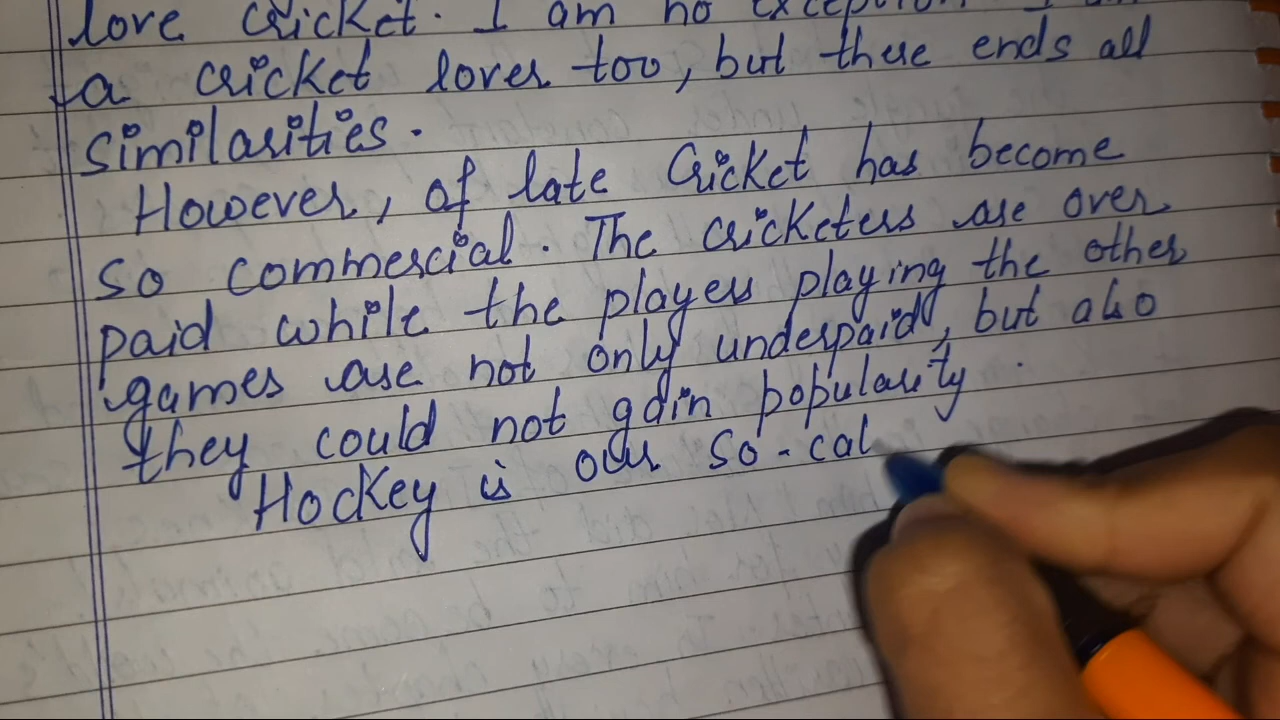 love cricket. I am no exception I am
a cricket lover too, but there ends all
similarities.
However, of late Cricket has become
so commercial. The cricketers are over
paid while the players playing the other
games are not only underpaid, but also
they could not gain popularity.
Hockey is our so-cal